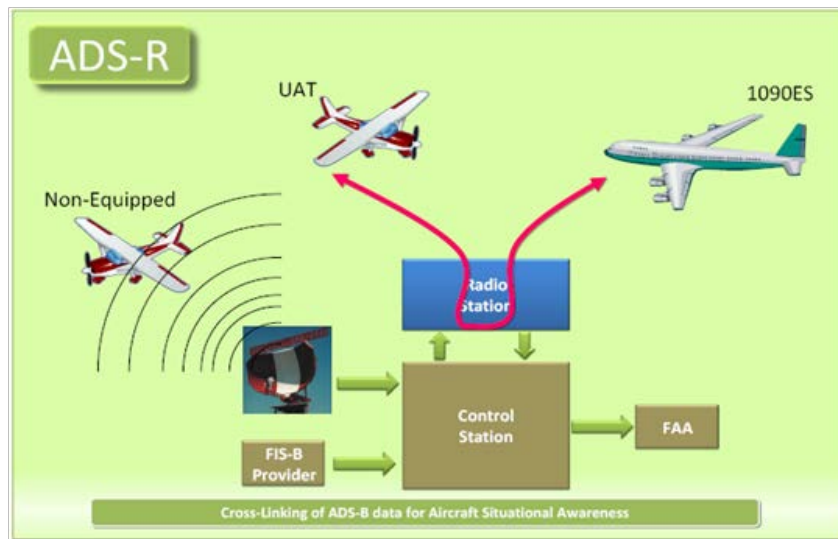 ADS-R
UAT
1090ES
Non-Equipped
Radio
Station
Control
Station
FAA
FIS-B
Provider
Cross-Linking of ADS-B data for Aircraft Situational Awareness